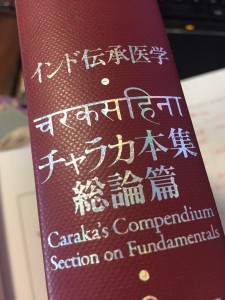 インド伝承医学
चरकसहिना
チャラカ本集
総論篇
Caraka's Compendium
Section on Fundamentals